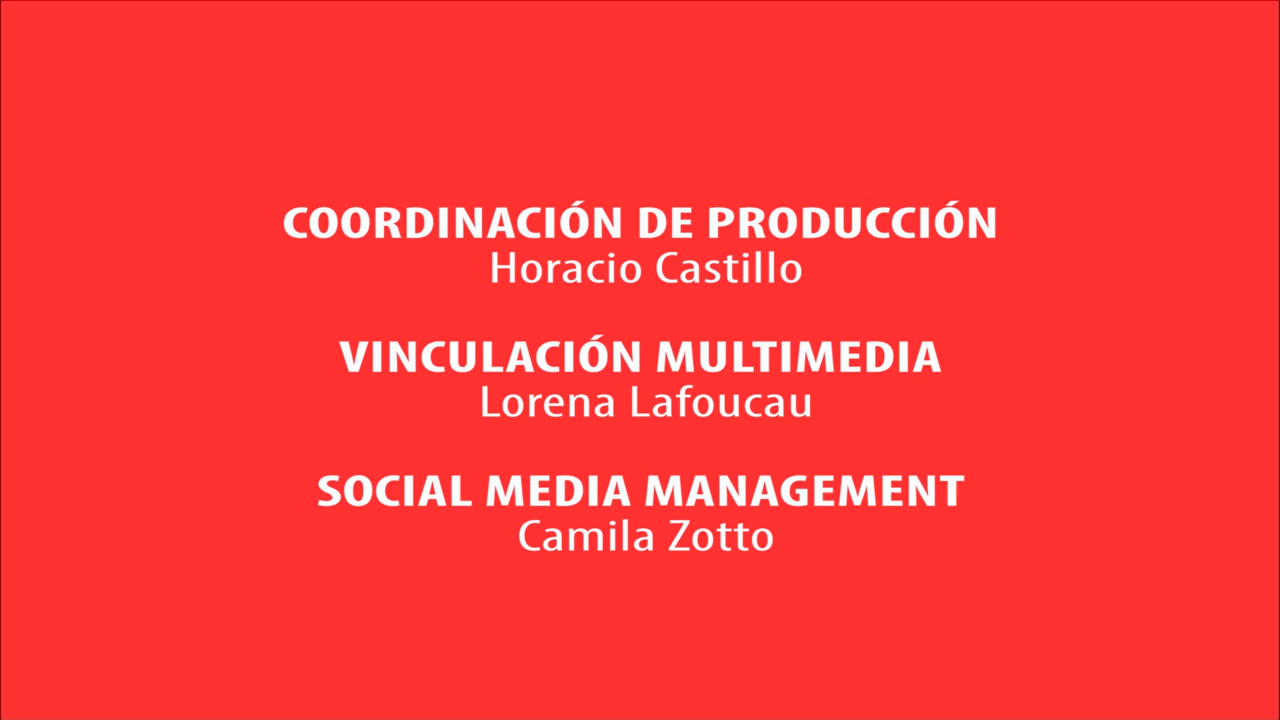 COORDINACIÓN DE PRODUCCIÓN
Horacio Castillo
VINCULACIÓN MULTIMEDIA
Lorena Lafoucau
SOCIAL MEDIA MANAGEMENT
Camila Zotto